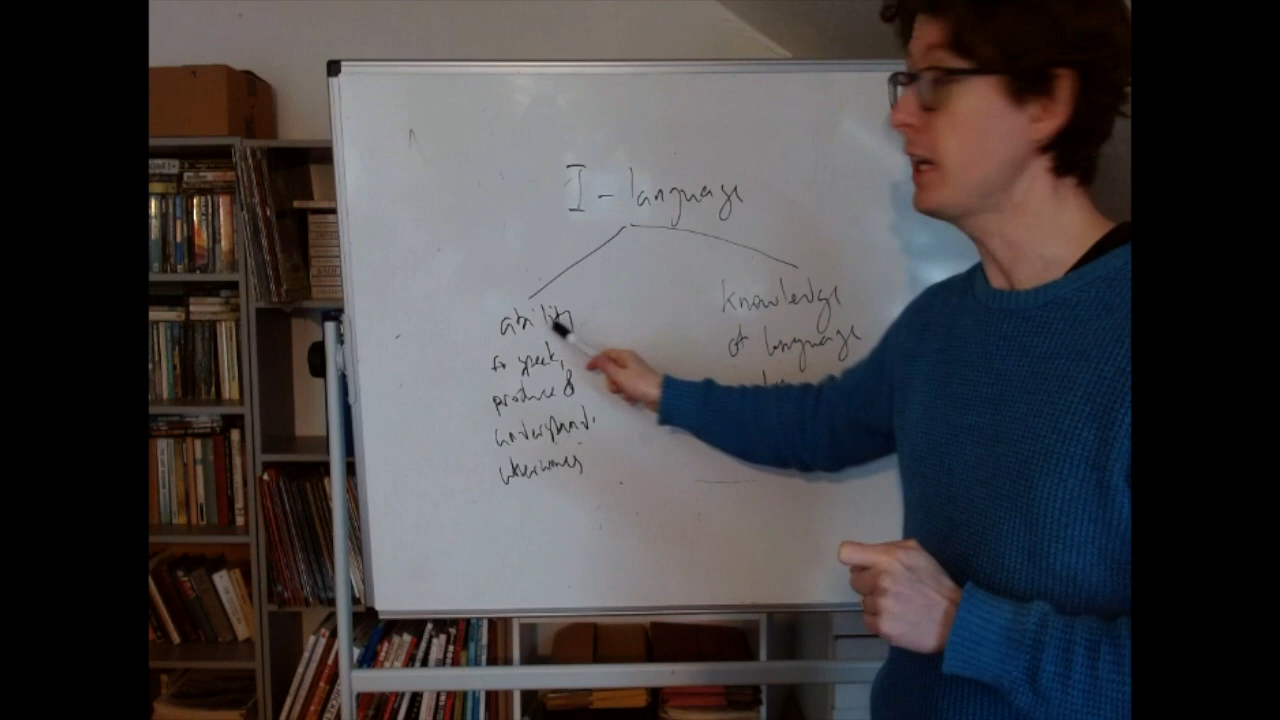 I-language
ability
to speak,
produce &
understand.
utterances
Knowledge
of language